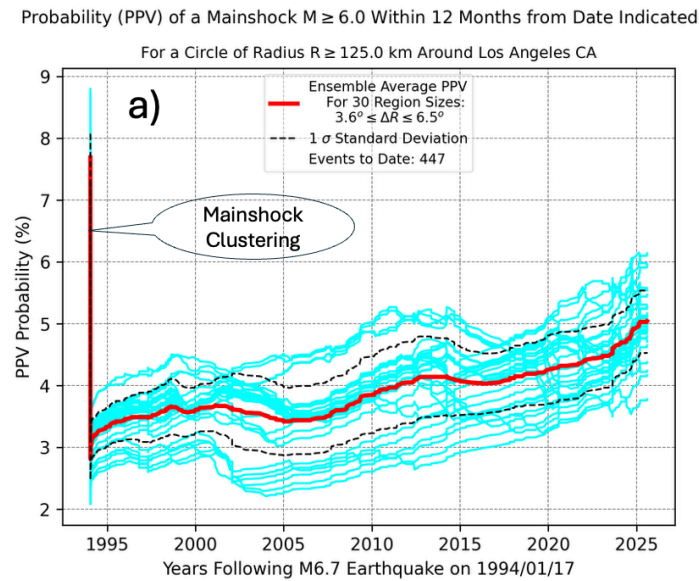 Probability (PPV) of a Mainshock M ≥ 6.0 Within 12 Months from Date Indicated
For a Circle of Radius R ≥ 125.0 km Around Los Angeles CA
a)
Ensemble Average PPV
For 30 Region Sizes:
3.6° ≤ ΔR ≤ 6.5°
1 σ Standard Deviation
Events to Date: 447
Mainshock
Clustering
PPV Probability (%)
9
8
7
6
5
4
3
2
1995
2000
2005
2010
2015
2020
2025
Years Following M6.7 Earthquake on 1994/01/17